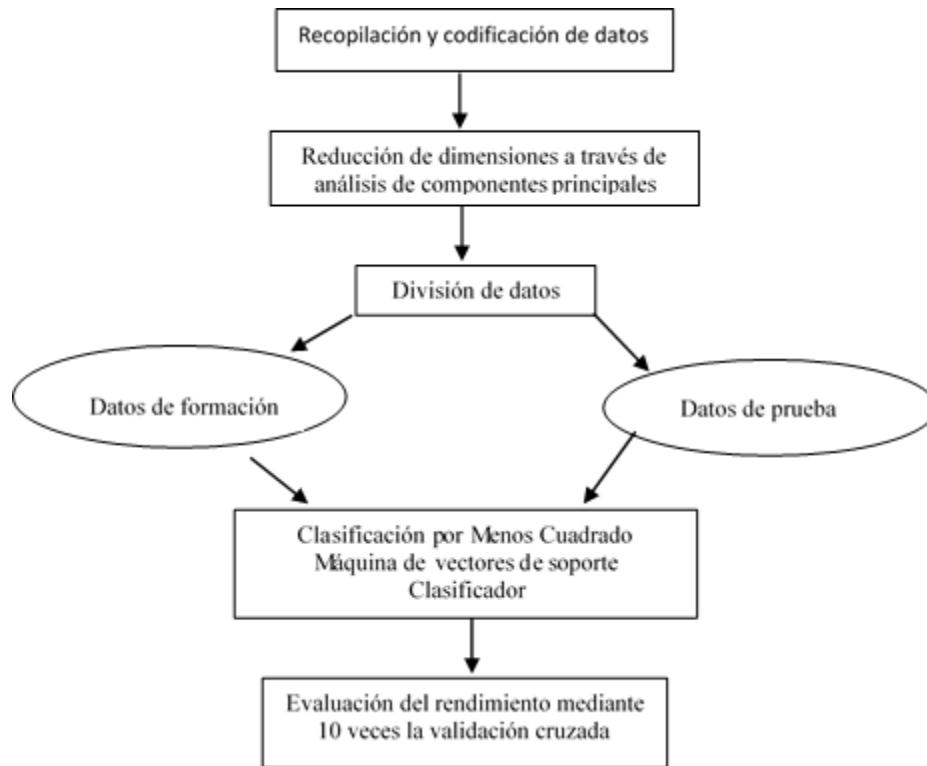 Recopilación y codificación de datos
Reducción de dimensiones a través de
análisis de componentes principales
División de datos
Datos de formación
Datos de prueba
Clasificación por Menos Cuadrado
Máquina de vectores de soporte
Clasificador
Evaluación del rendimiento mediante
10 veces la validación cruzada